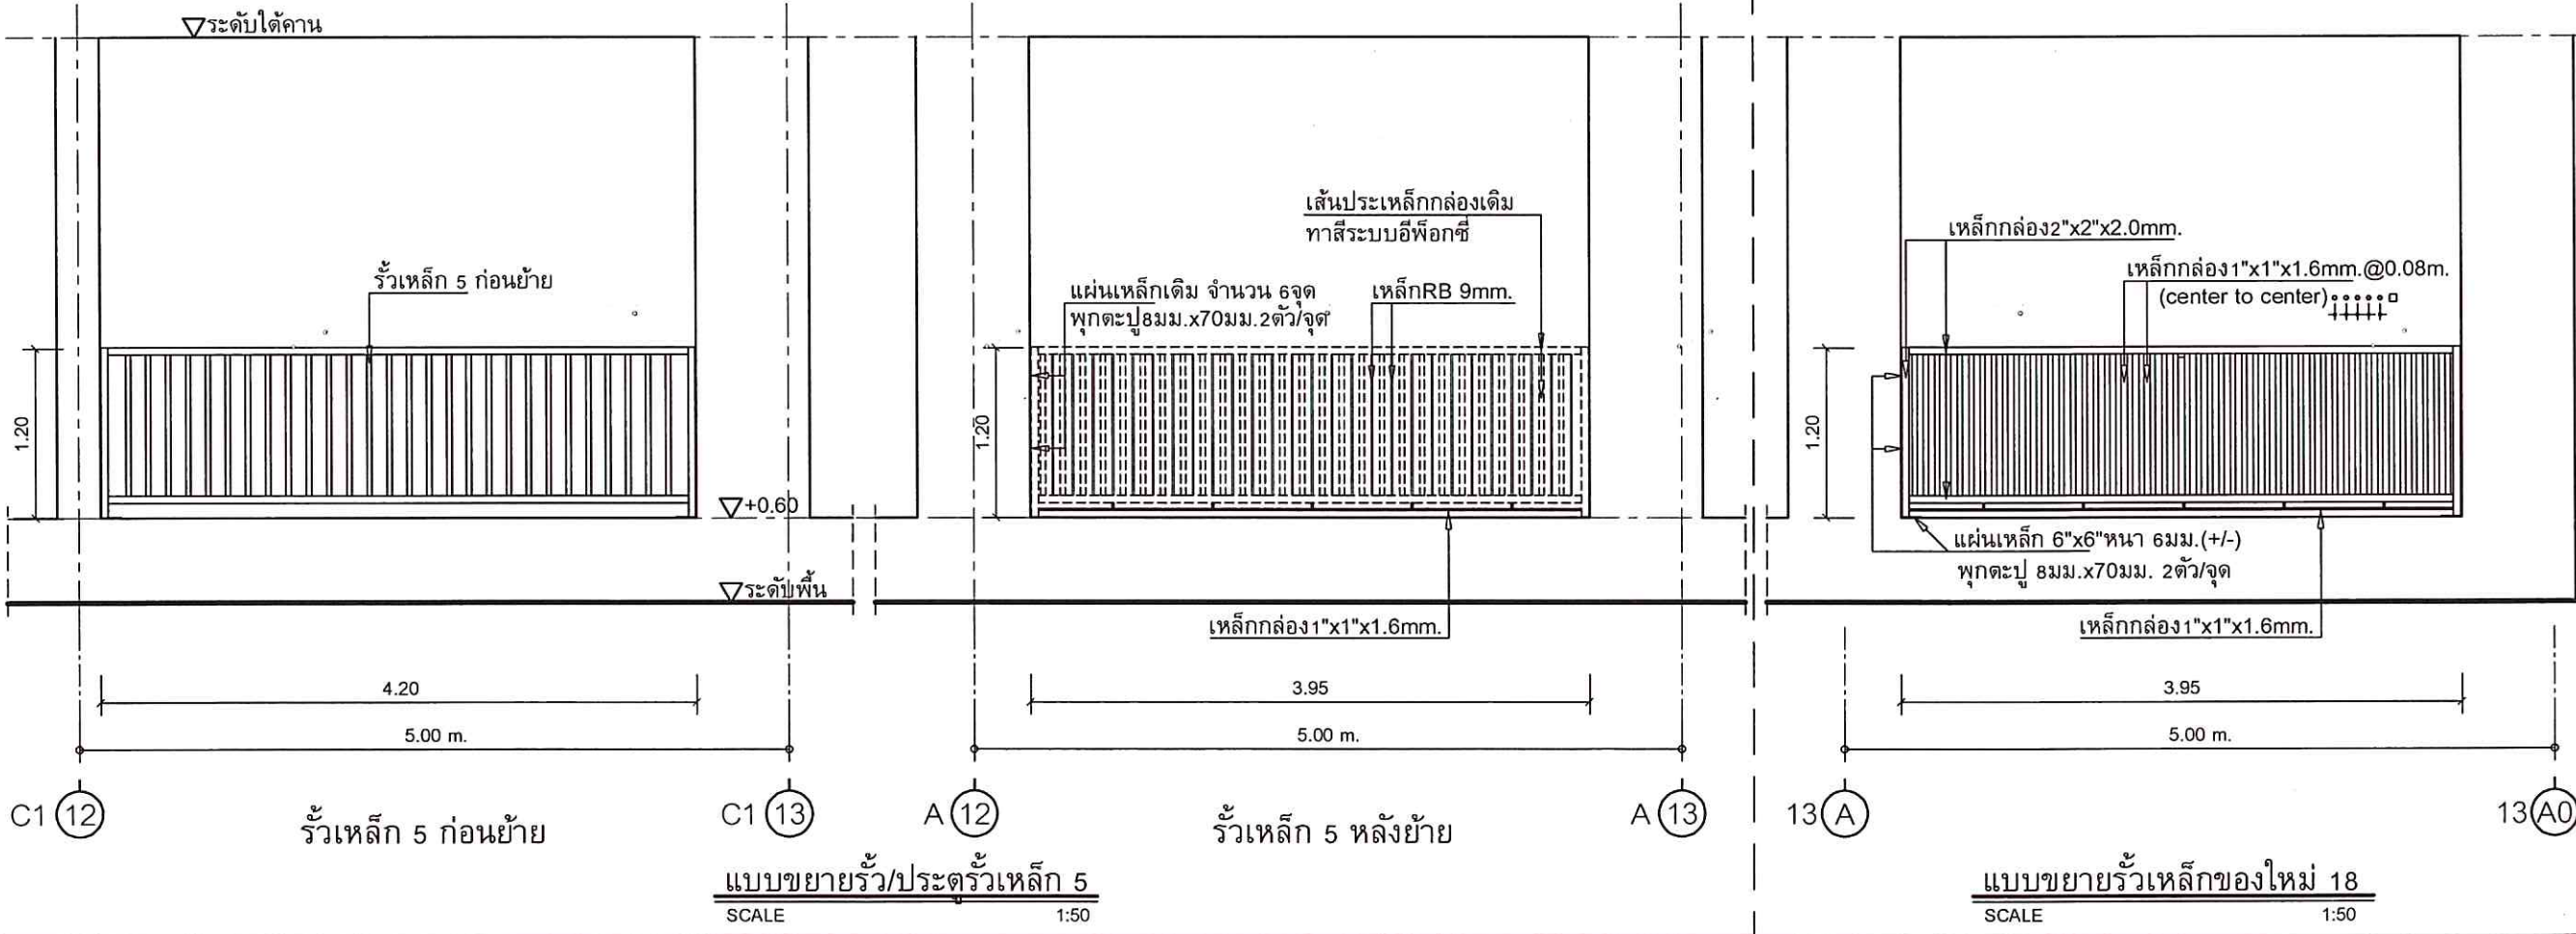 ระดับใต้คาน
รั้วเหล็ก 5 ก่อนย้าย
1.20
+0.60
ระดับพื้น
4.20
5.00 m.
C1 12
C1 13
รั้วเหล็ก 5 ก่อนย้าย
เส้นประเหล็กกล่องเดิม
ทาสีระบบอีพ็อกซี่
แผ่นเหล็กเดิม จำนวน 6จุด
พุกตะปู8มม.x70มม.2ตัว/จุด
เหล็กRB 9mm.
1.20
เหล็กกล่อง1"x1"x1.6mm.
3.95
5.00 m.
A 12
A 13
รั้วเหล็ก 5 หลังย้าย
แบบขยายรั้ว/ประตูรั้วเหล็ก 5
SCALE 1:50
เหล็กกล่อง2"x2"x2.0mm.
เหล็กกล่อง1"x1"x1.6mm.@0.08m.
(center to center)
1.20
แผ่นเหล็ก 6"x6"หนา 6มม.(+/-)
พุกตะปู 8มม.x70มม. 2ตัว/จุด
เหล็กกล่อง1"x1"x1.6mm.
3.95
5.00 m.
13 A
13 A0
แบบขยายรั้วเหล็กของใหม่ 18
SCALE 1:50